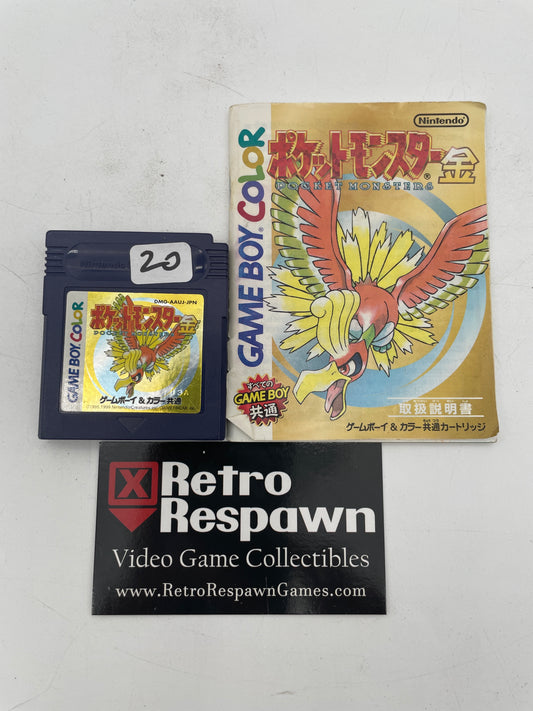 Nintendo
20
DMG-AAUJ-JPN
ポケットモンスター金
POCKET MONSTERS
GAME BOY COLOR
ゲームボーイ&カラー共通
Nintendo
GAME BOY COLOR
ポケットモンスター金
POCKET MONSTERS
すべての
GAME BOY
共通
取扱説明書
ゲームボーイ&カラー共通カートリッジ
X Retro
Respawn
Video Game Collectibles
www.RetroRespawnGames.com